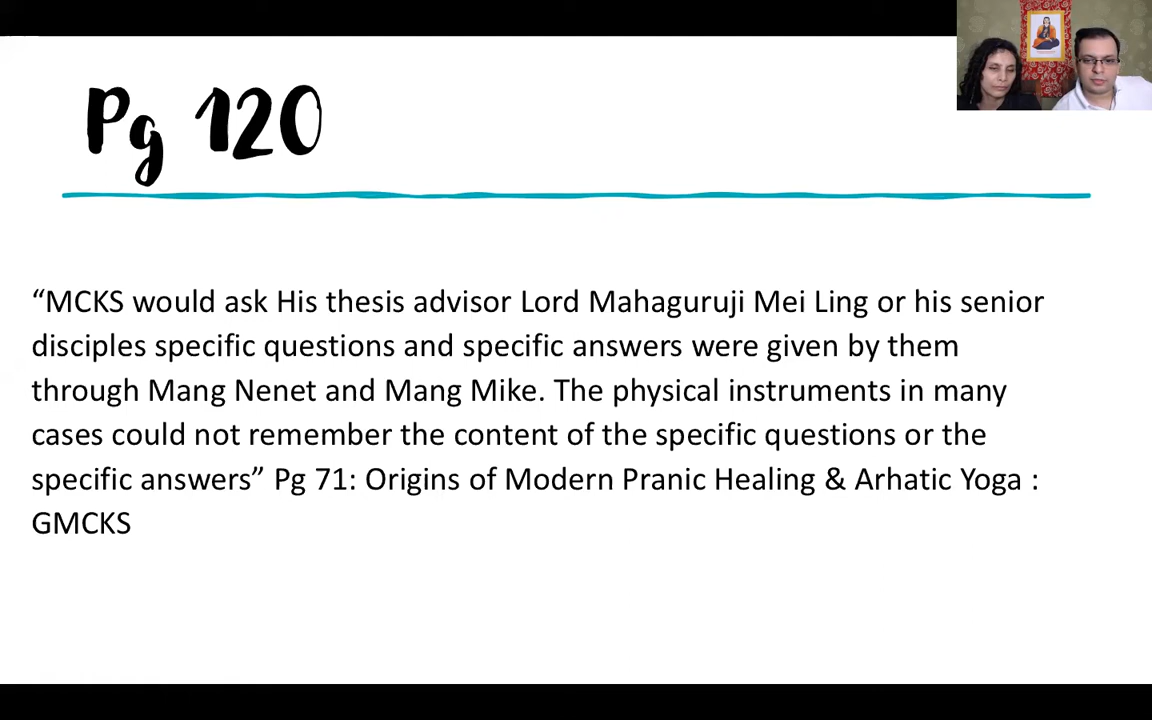 Pg 120
“MCKS would ask His thesis advisor Lord Mahaguruji Mei Ling or his senior
disciples specific questions and specific answers were given by them
through Mang Nenet and Mang Mike. The physical instruments in many
cases could not remember the content of the specific questions or the
specific answers” Pg 71: Origins of Modern Pranic Healing & Arhatic Yoga :
GMCKS